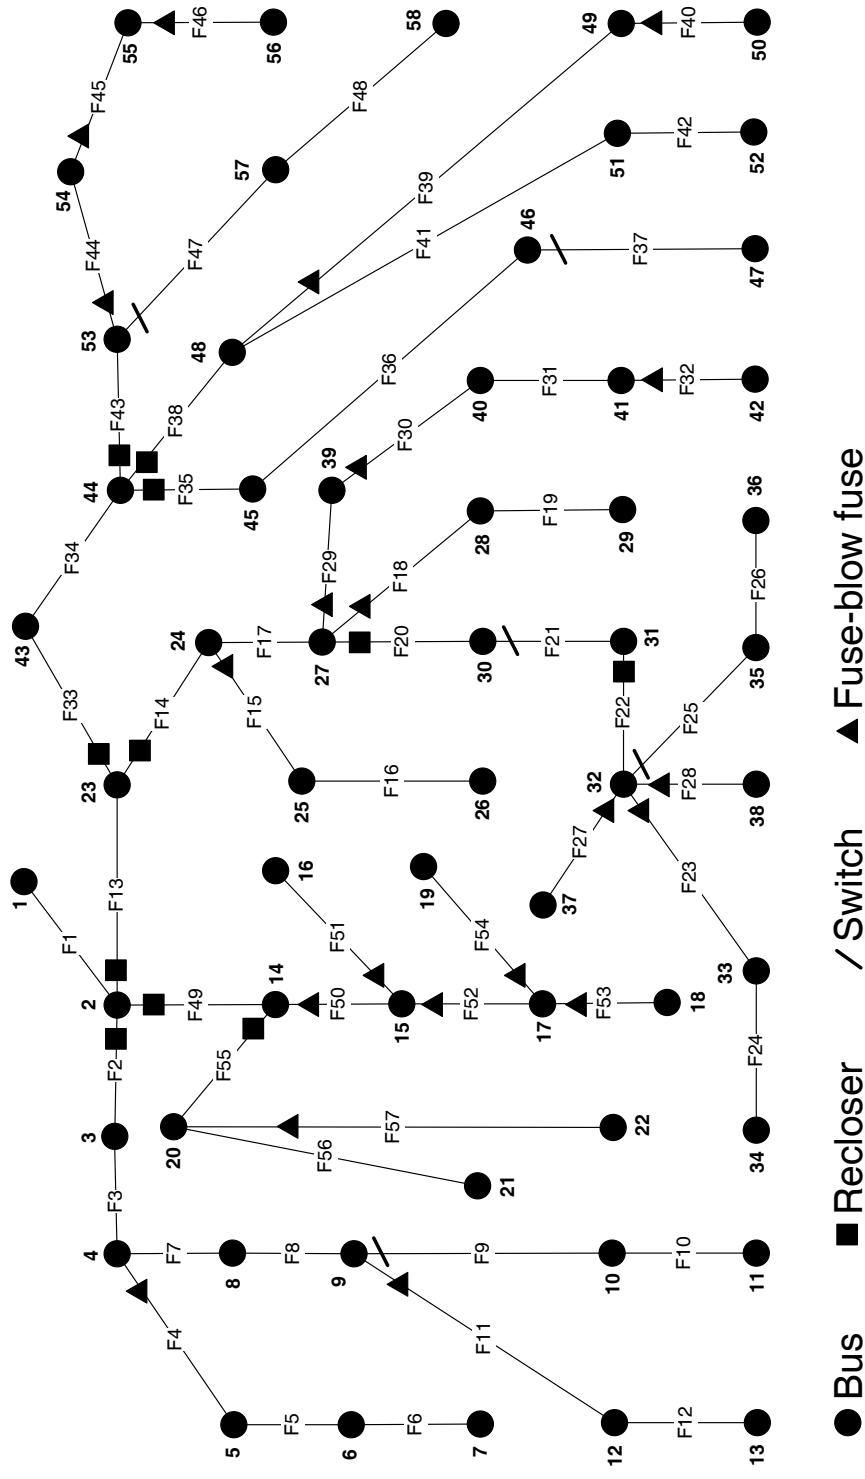 1
F1
2
F2
3
F3
4
F4
5
F5
6
F6
7
F7
8
F8
9
F9
10
F10
11
F11
12
F12
13
F49
14
F50
15
F51
16
F52
17
F53
18
F54
19
F55
20
F56
21
F57
22
F13
23
F14
24
F15
25
F16
26
F17
27
F18
28
F19
29
F20
30
F21
31
F22
32
F23
33
F24
34
F25
35
F26
36
F27
37
F28
38
F29
39
F30
40
F31
41
F32
42
F33
43
F34
44
F35
45
F36
46
F37
47
F38
48
F39
49
F40
50
F41
51
F42
52
F43
53
F44
54
F45
55
F46
56
F47
57
F48
58
Bus
Recloser
Switch
Fuse-blow fuse